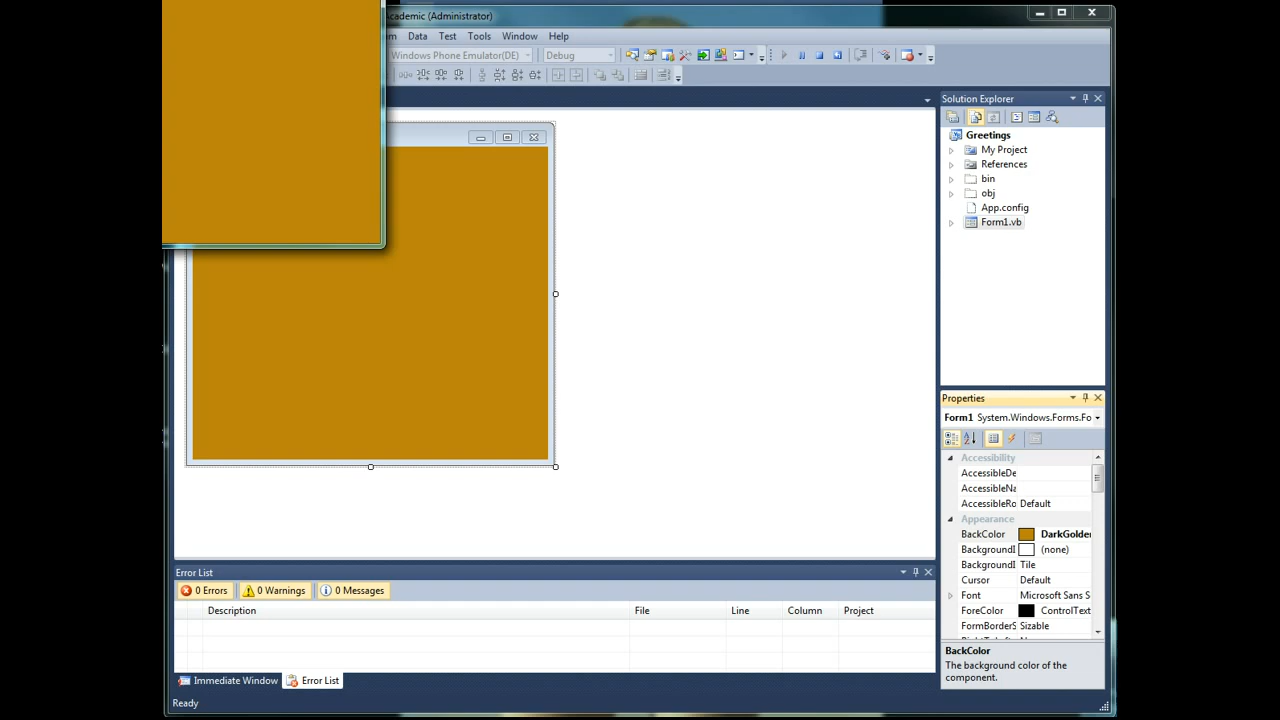 Academic (Administrator)
Data Test Tools Window Help
Windows Phone Emulator(DE) Debug
Solution Explorer
Greetings
My Project
References
bin
obj
App.config
Form1.vb
Properties
Form1 System.Windows.Forms.Fo
Accessibility
AccessibleDe
AccessibleNa
AccessibleRo Default
Appearance
BackColor DarkGolden
BackgroundI (none)
BackgroundI Tile
Cursor Default
Font Microsoft Sans S
ForeColor ControlText
FormBorderS Sizable
BackColor
The background color of the
component.
Error List
0 Errors 0 Warnings 0 Messages
Description File Line Column Project
Immediate Window Error List
Ready